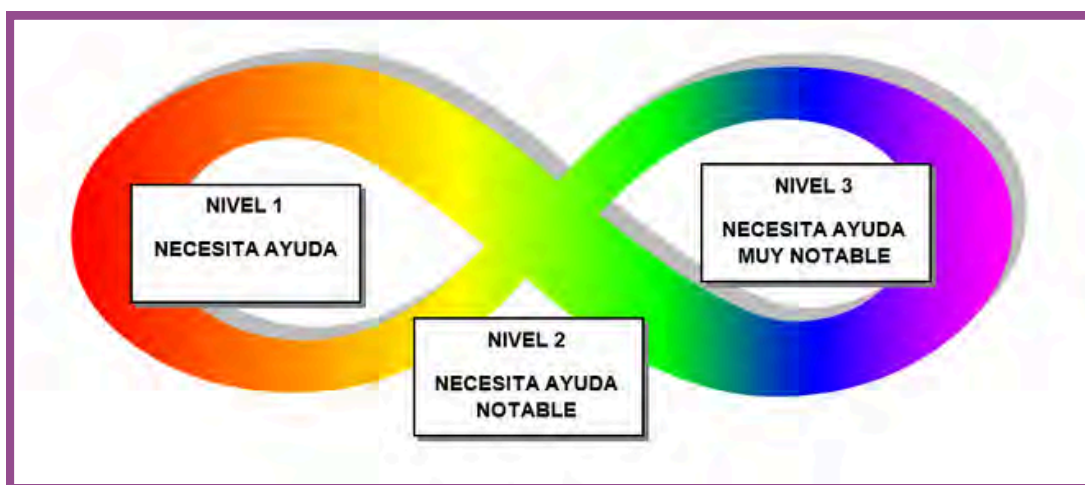 NIVEL 1
NECESITA AYUDA
NIVEL 2
NECESITA AYUDA
NOTABLE
NIVEL 3
NECESITA AYUDA
MUY NOTABLE